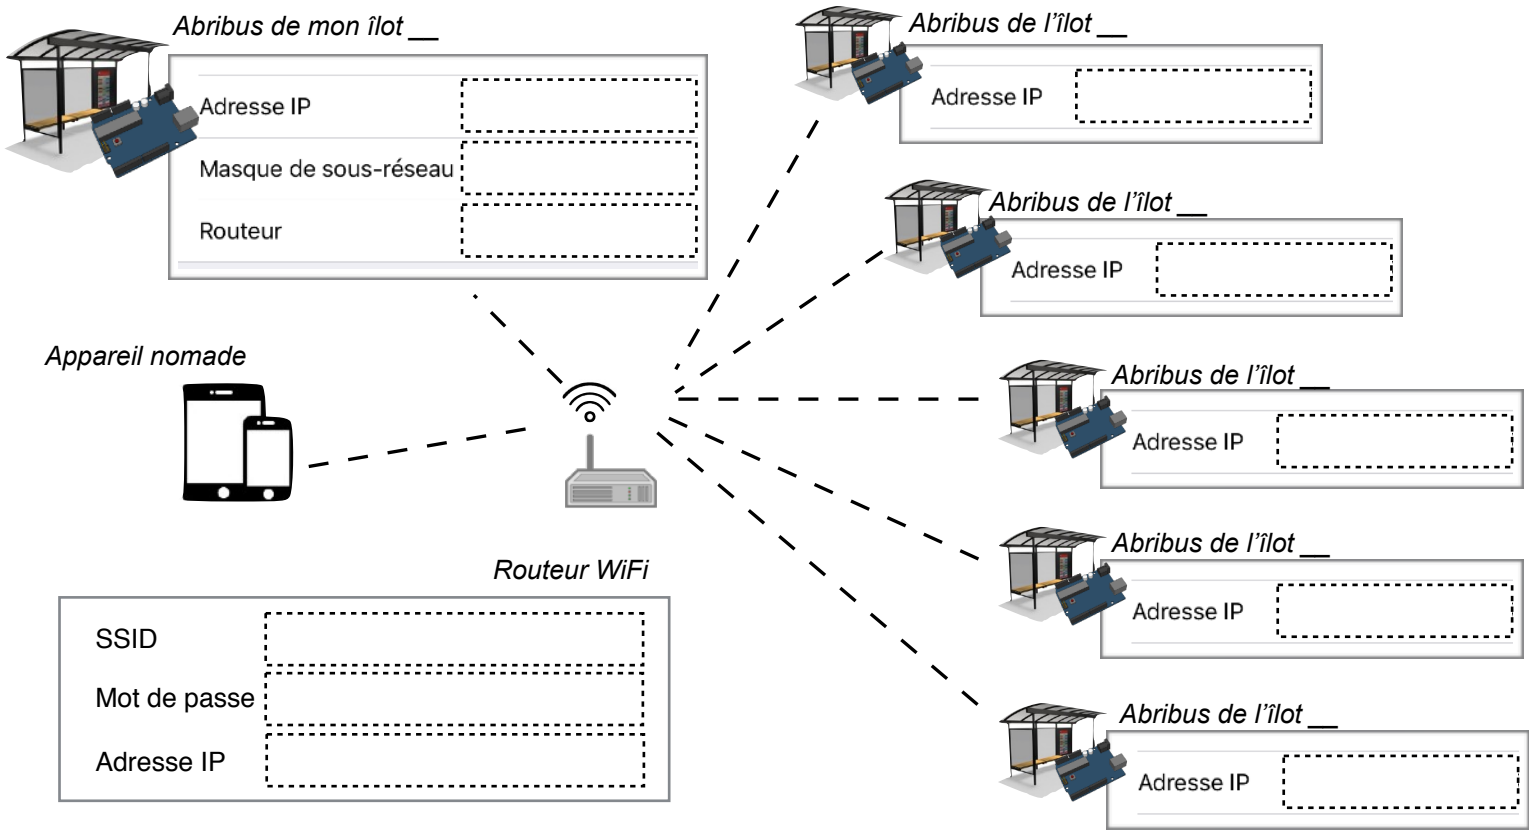 Abribus de mon îlot __
Adresse IP
Masque de sous-réseau
Routeur
Abribus de l’îlot __
Adresse IP
Abribus de l’îlot __
Adresse IP
Appareil nomade
Abribus de l’îlot __
Adresse IP
Abribus de l’îlot __
Adresse IP
Routeur WiFi
SSID
Mot de passe
Adresse IP
Abribus de l’îlot __
Adresse IP